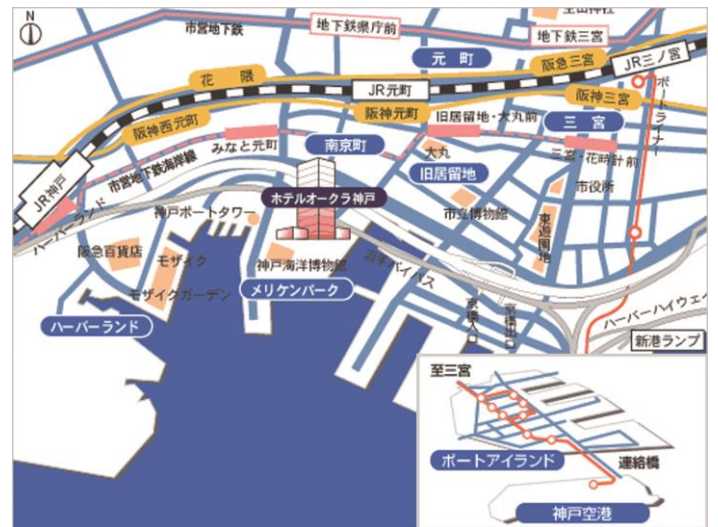 N
市営地下鉄
地下鉄県庁前
生田神社
地下鉄三宮
元町
阪急三宮
JR三ノ宮
花隈
JR元町
阪神三宮
ポートライナー
阪神西元町
阪神元町
旧居留地・大丸前
三宮
みなと元町
南京町
大丸
三宮・花時計前
市営地下鉄海岸線
旧居留地
JR神戸
ホテルオークラ神戸
市役所
ハーバーランド
神戸ポートタワー
市立博物館
東遊園地
阪急百貨店
モザイク
神戸海洋博物館
浜手バイパス
モザイクガーデン
メリケンパーク
京橋入口
京橋出口
ハーバーハイウェイ
ハーバーランド
新港ランプ
至三宮
ポートアイランド
連絡橋
神戸空港